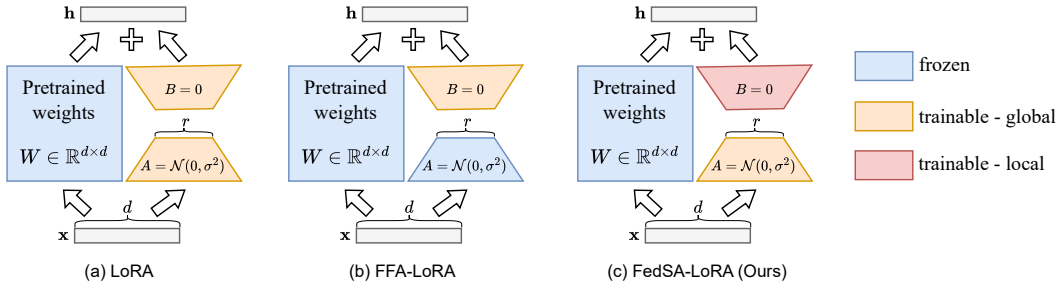 h
Pretrained
weights
W ∈ ℝ^{d×d}
B = 0
r
A = 𝒩(0, σ²)
d
x
(a) LoRA
h
Pretrained
weights
W ∈ ℝ^{d×d}
B = 0
r
A = 𝒩(0, σ²)
d
x
(b) FFA-LoRA
h
Pretrained
weights
W ∈ ℝ^{d×d}
B = 0
r
A = 𝒩(0, σ²)
d
x
(c) FedSA-LoRA (Ours)
frozen
trainable - global
trainable - local